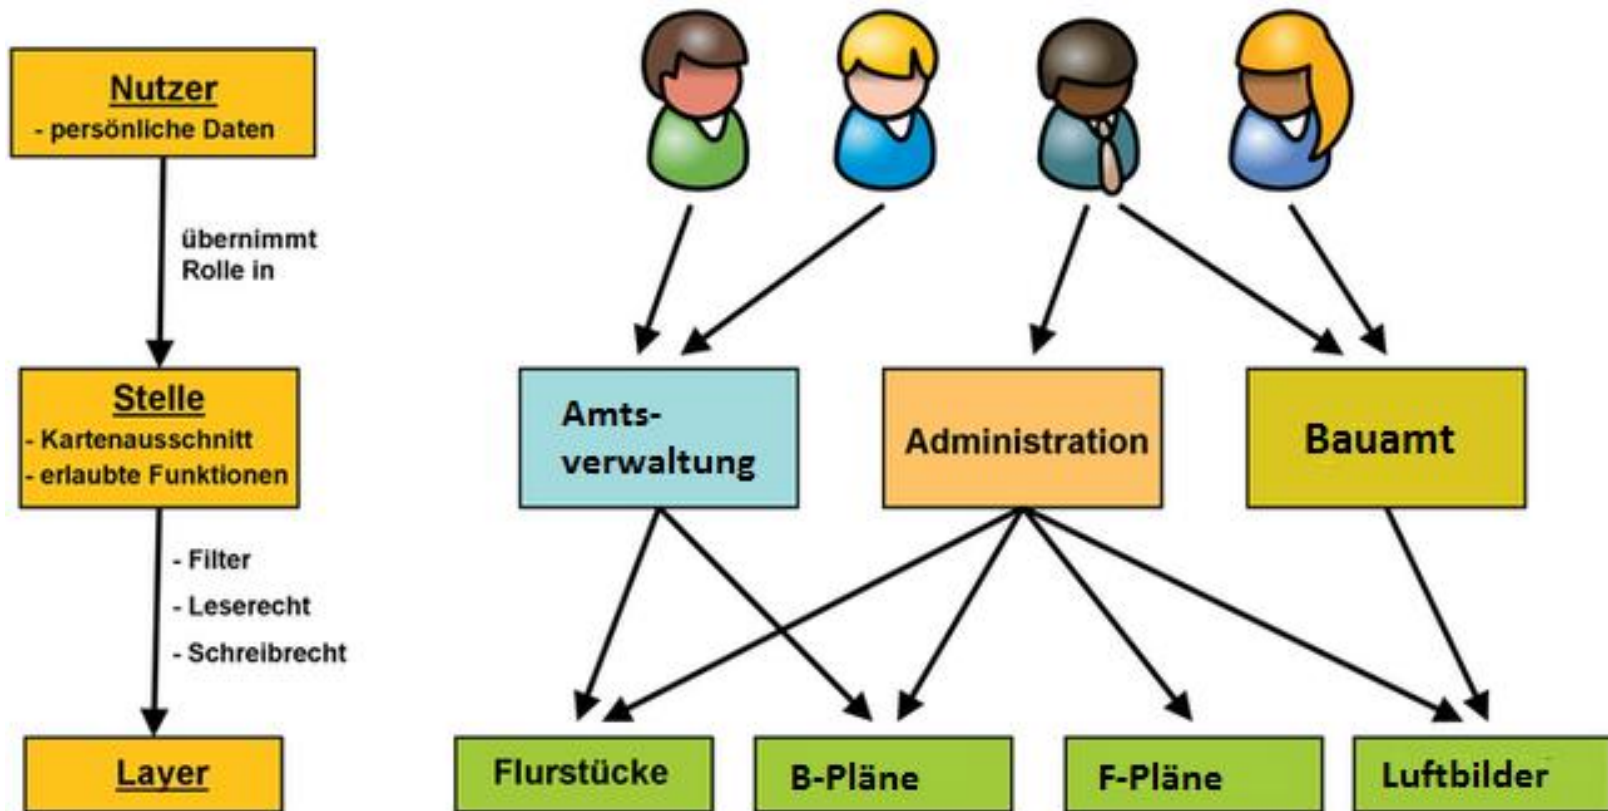 Nutzer
- persönliche Daten
übernimmt
Rolle in
Stelle
- Kartenausschnitt
- erlaubte Funktionen
- Filter
- Leserecht
- Schreibrecht
Layer
Amts-
verwaltung
Administration
Bauamt
Flurstücke
B-Pläne
F-Pläne
Luftbilder